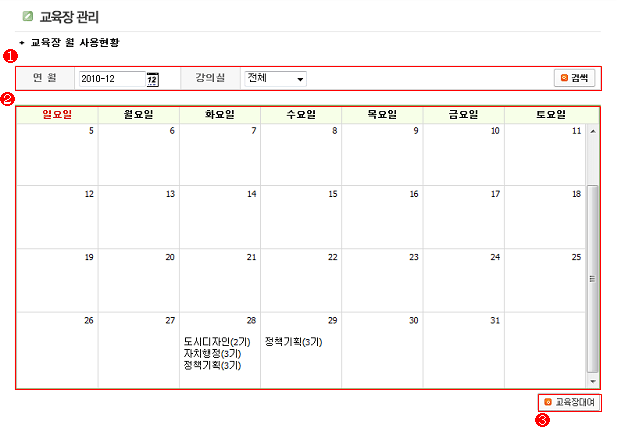 교육장 관리
교육장 월 사용현황
1
연 월 2010-12 12 강의실 전체 검색
2
일요일 월요일 화요일 수요일 목요일 금요일 토요일
5 6 7 8 9 10 11
12 13 14 15 16 17 18
19 20 21 22 23 24 25
26 27 28 29 30 31
도시디자인(2기) 정책기획(3기)
자치행정(3기)
정책기획(3기)
교육장대여
3